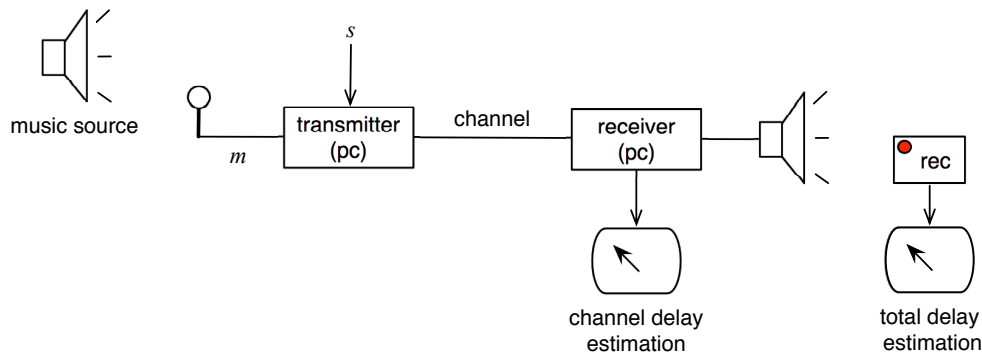 s
music source
m
transmitter
(pc)
channel
receiver
(pc)
rec
channel delay
estimation
total delay
estimation